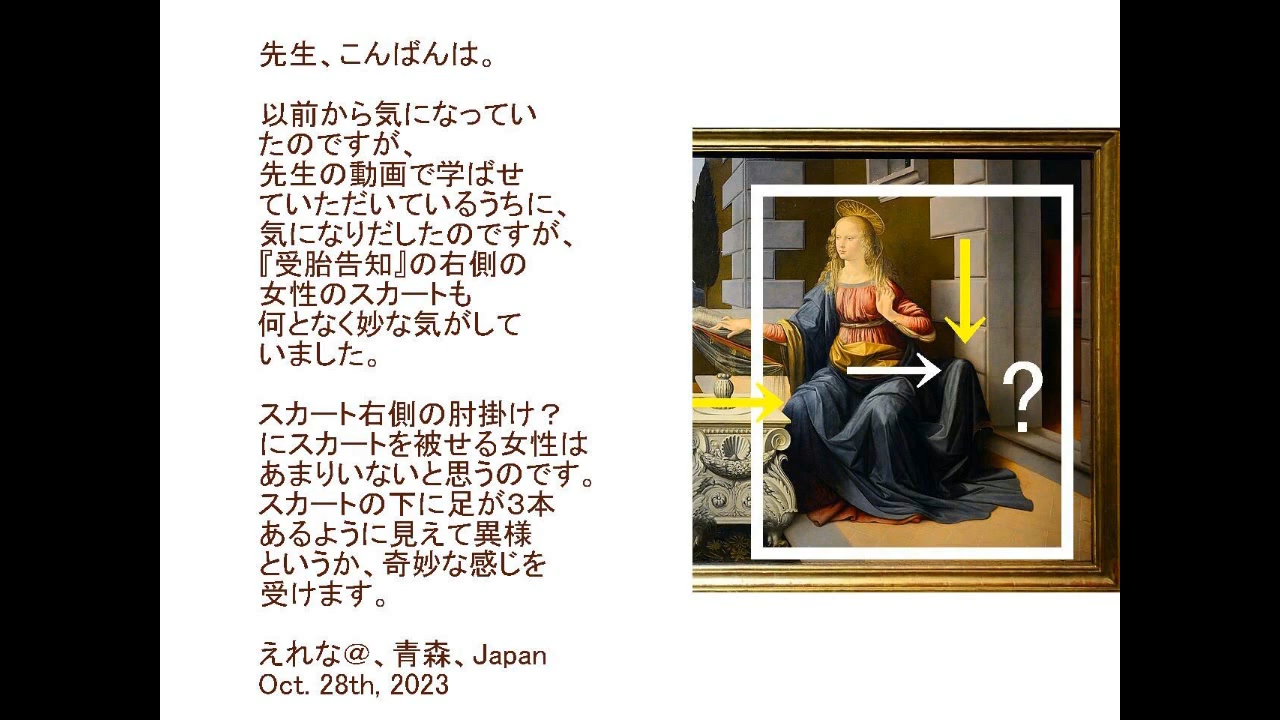 先生、こんばんは。
以前から気になってい
たのですが、
先生の動画で学ばせ
ていただいているうちに、
気になりだしたのですが、
『受胎告知』の右側の
女性のスカートも
何となく妙な気がして
いました。
スカート右側の肘掛け？
にスカートを被せる女性は
あまりいないと思うのです。
スカートの下に足が３本
あるように見えて異様
というか、奇妙な感じを
受けます。
えれな＠、青森、Japan
Oct. 28th, 2023
?